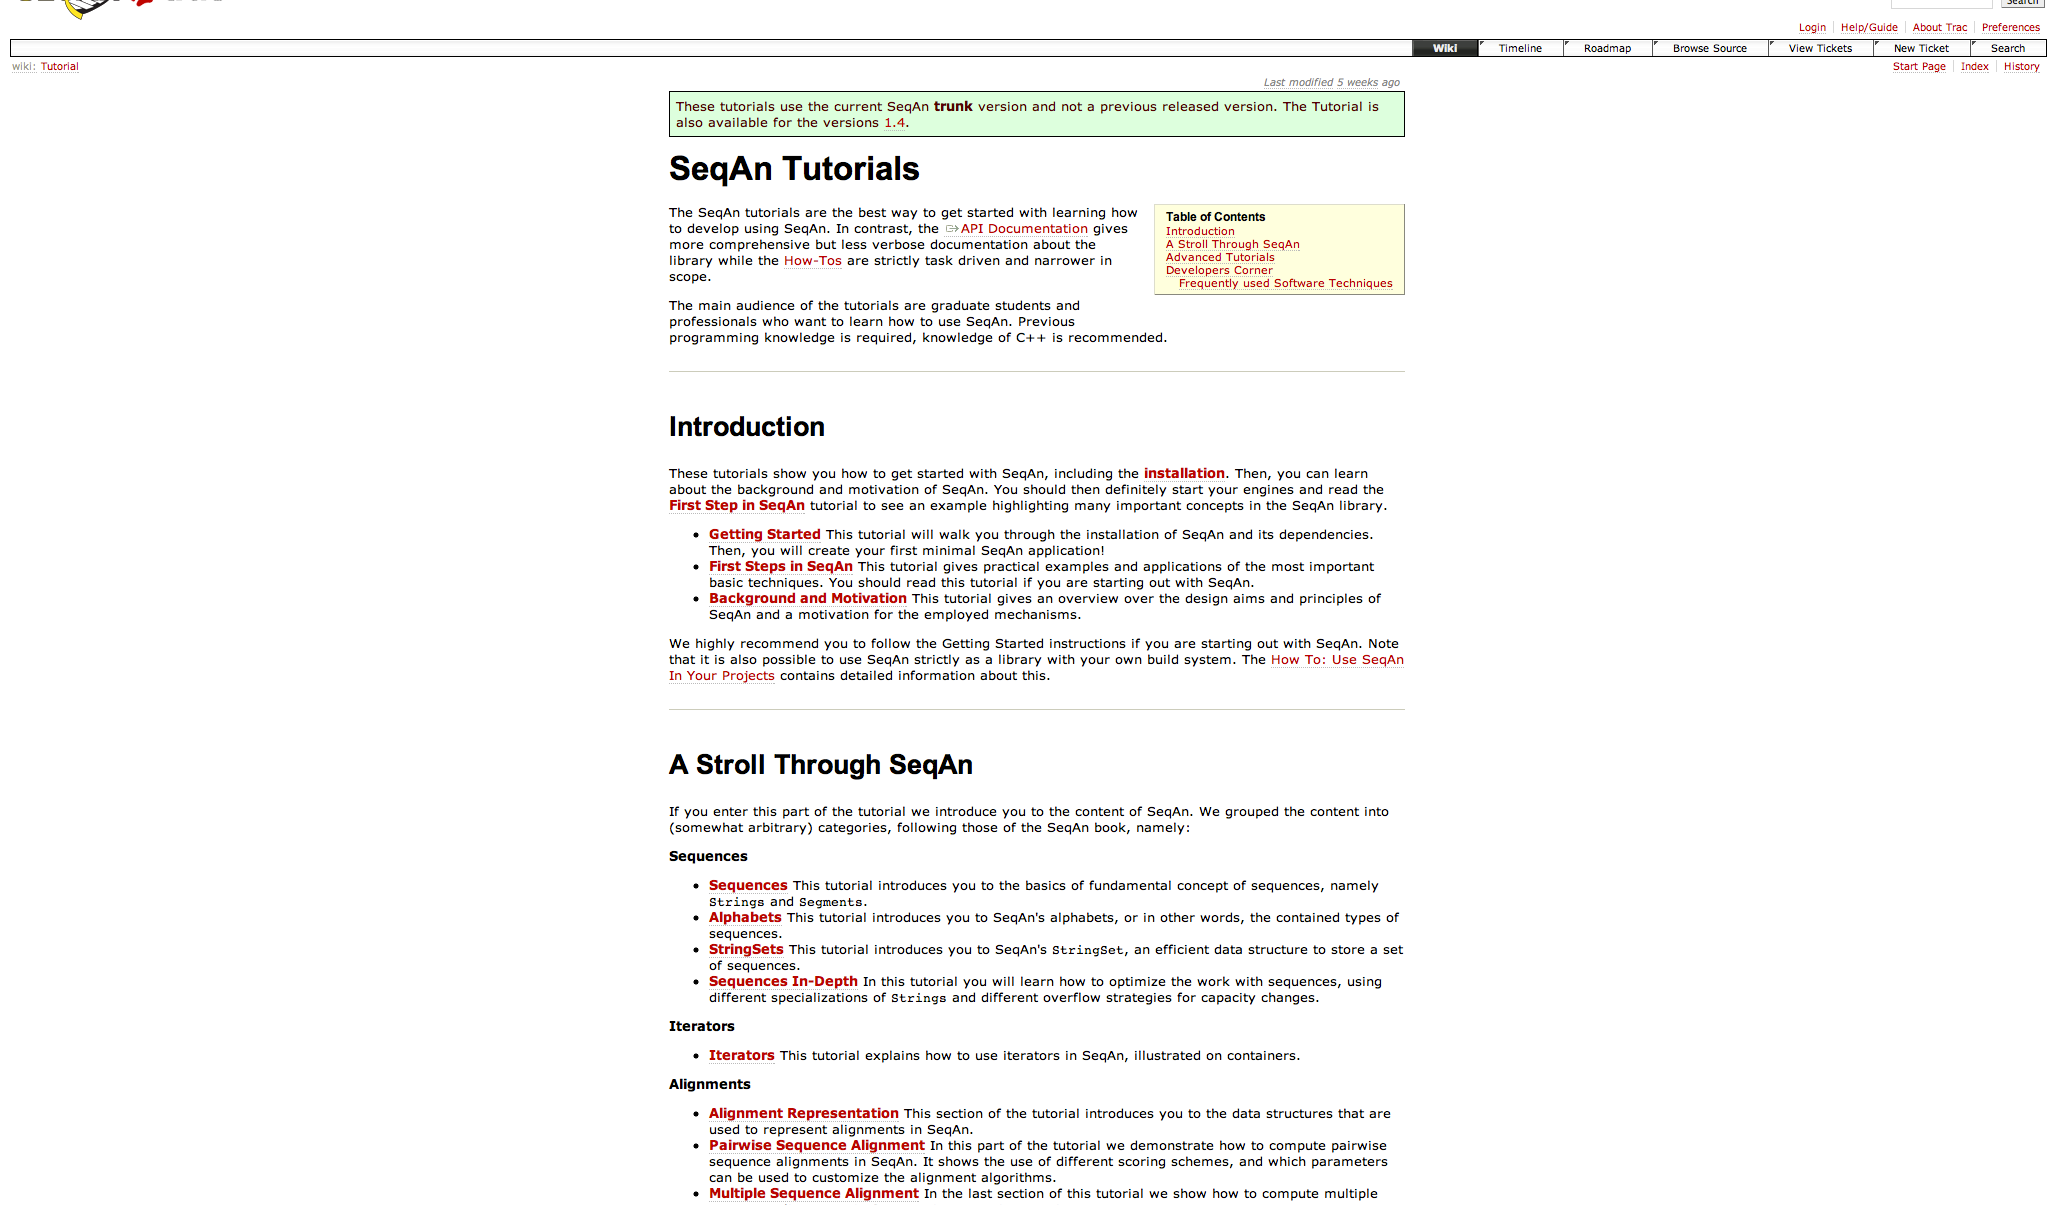 Search
Login Help/Guide About Trac Preferences
Wiki Timeline Roadmap Browse Source View Tickets New Ticket Search
wiki: Tutorial
Start Page Index History
Last modified 5 weeks ago
These tutorials use the current SeqAn trunk version and not a previous released version. The Tutorial is
also available for the versions 1.4.
SeqAn Tutorials
The SeqAn tutorials are the best way to get started with learning how
to develop using SeqAn. In contrast, the API Documentation gives
more comprehensive but less verbose documentation about the
library while the How-Tos are strictly task driven and narrower in
scope.
Table of Contents
Introduction
A Stroll Through SeqAn
Advanced Tutorials
Developers Corner
Frequently used Software Techniques
The main audience of the tutorials are graduate students and
professionals who want to learn how to use SeqAn. Previous
programming knowledge is required, knowledge of C++ is recommended.
Introduction
These tutorials show you how to get started with SeqAn, including the installation. Then, you can learn
about the background and motivation of SeqAn. You should then definitely start your engines and read the
First Step in SeqAn tutorial to see an example highlighting many important concepts in the SeqAn library.
• Getting Started This tutorial will walk you through the installation of SeqAn and its dependencies.
Then, you will create your first minimal SeqAn application!
• First Steps in SeqAn This tutorial gives practical examples and applications of the most important
basic techniques. You should read this tutorial if you are starting out with SeqAn.
• Background and Motivation This tutorial gives an overview over the design aims and principles of
SeqAn and a motivation for the employed mechanisms.
We highly recommend you to follow the Getting Started instructions if you are starting out with SeqAn. Note
that it is also possible to use SeqAn strictly as a library with your own build system. The How To: Use SeqAn
In Your Projects contains detailed information about this.
A Stroll Through SeqAn
If you enter this part of the tutorial we introduce you to the content of SeqAn. We grouped the content into
(somewhat arbitrary) categories, following those of the SeqAn book, namely:
Sequences
• Sequences This tutorial introduces you to the basics of fundamental concept of sequences, namely
Strings and Segments.
• Alphabets This tutorial introduces you to SeqAn's alphabets, or in other words, the contained types of
sequences.
• StringSets This tutorial introduces you to SeqAn's StringSet, an efficient data structure to store a set
of sequences.
• Sequences In-Depth In this tutorial you will learn how to optimize the work with sequences, using
different specializations of Strings and different overflow strategies for capacity changes.
Iterators
• Iterators This tutorial explains how to use iterators in SeqAn, illustrated on containers.
Alignments
• Alignment Representation This section of the tutorial introduces you to the data structures that are
used to represent alignments in SeqAn.
• Pairwise Sequence Alignment In this part of the tutorial we demonstrate how to compute pairwise
sequence alignments in SeqAn. It shows the use of different scoring schemes, and which parameters
can be used to customize the alignment algorithms.
• Multiple Sequence Alignment In the last section of this tutorial we show how to compute multiple